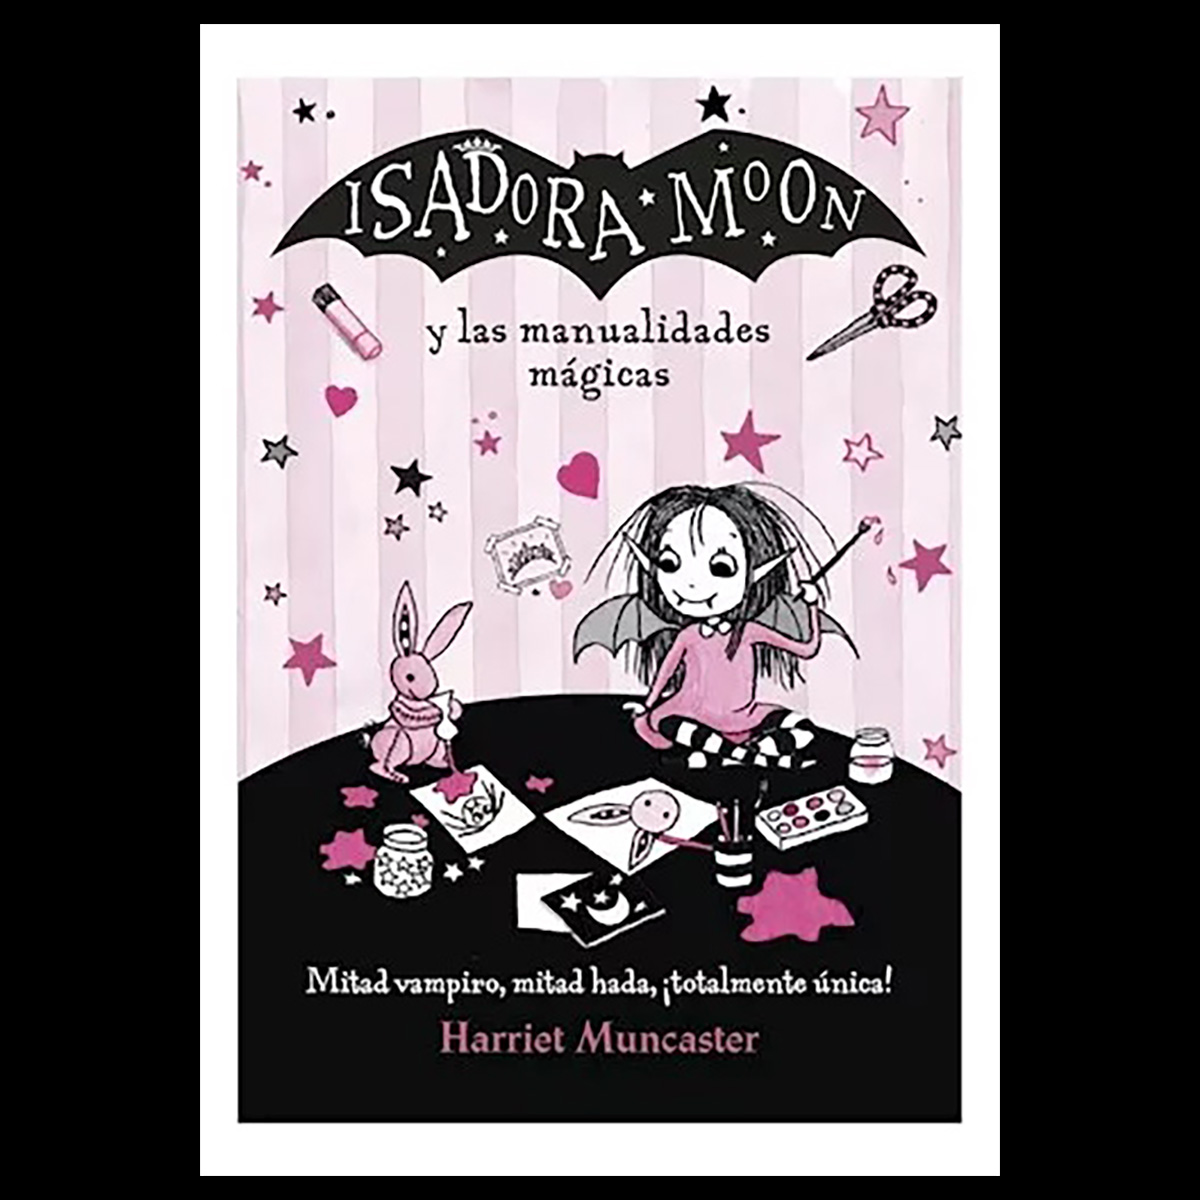 ISADORA MOON
y las manualidades
mágicas
Mitad vampiro, mitad hada, ¡totalmente única!
Harriet Muncaster